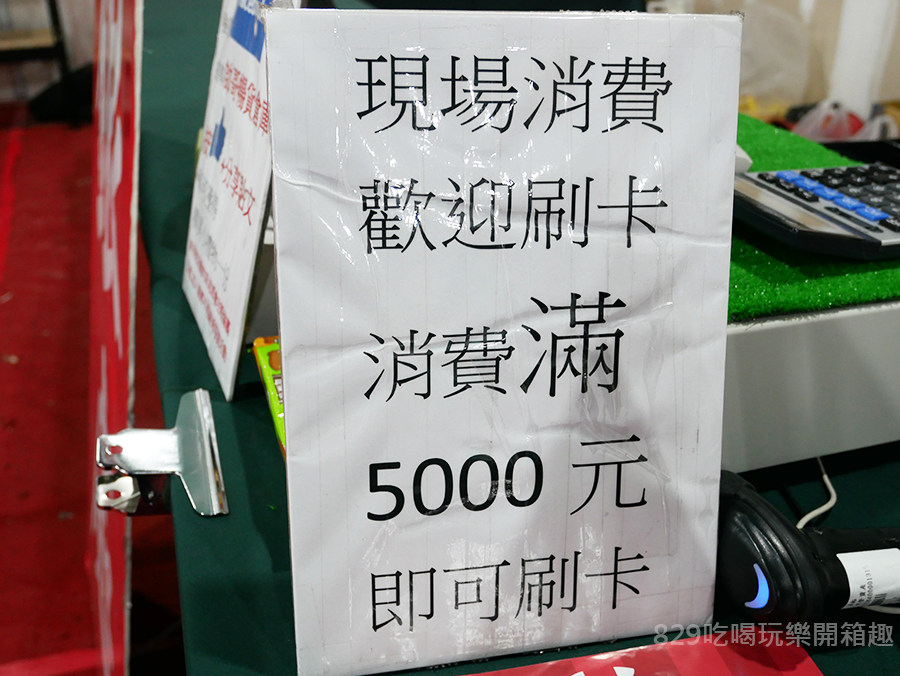 現場消費
歡迎刷卡
消費滿
5000 元
即可刷卡
829吃喝玩樂開箱趣